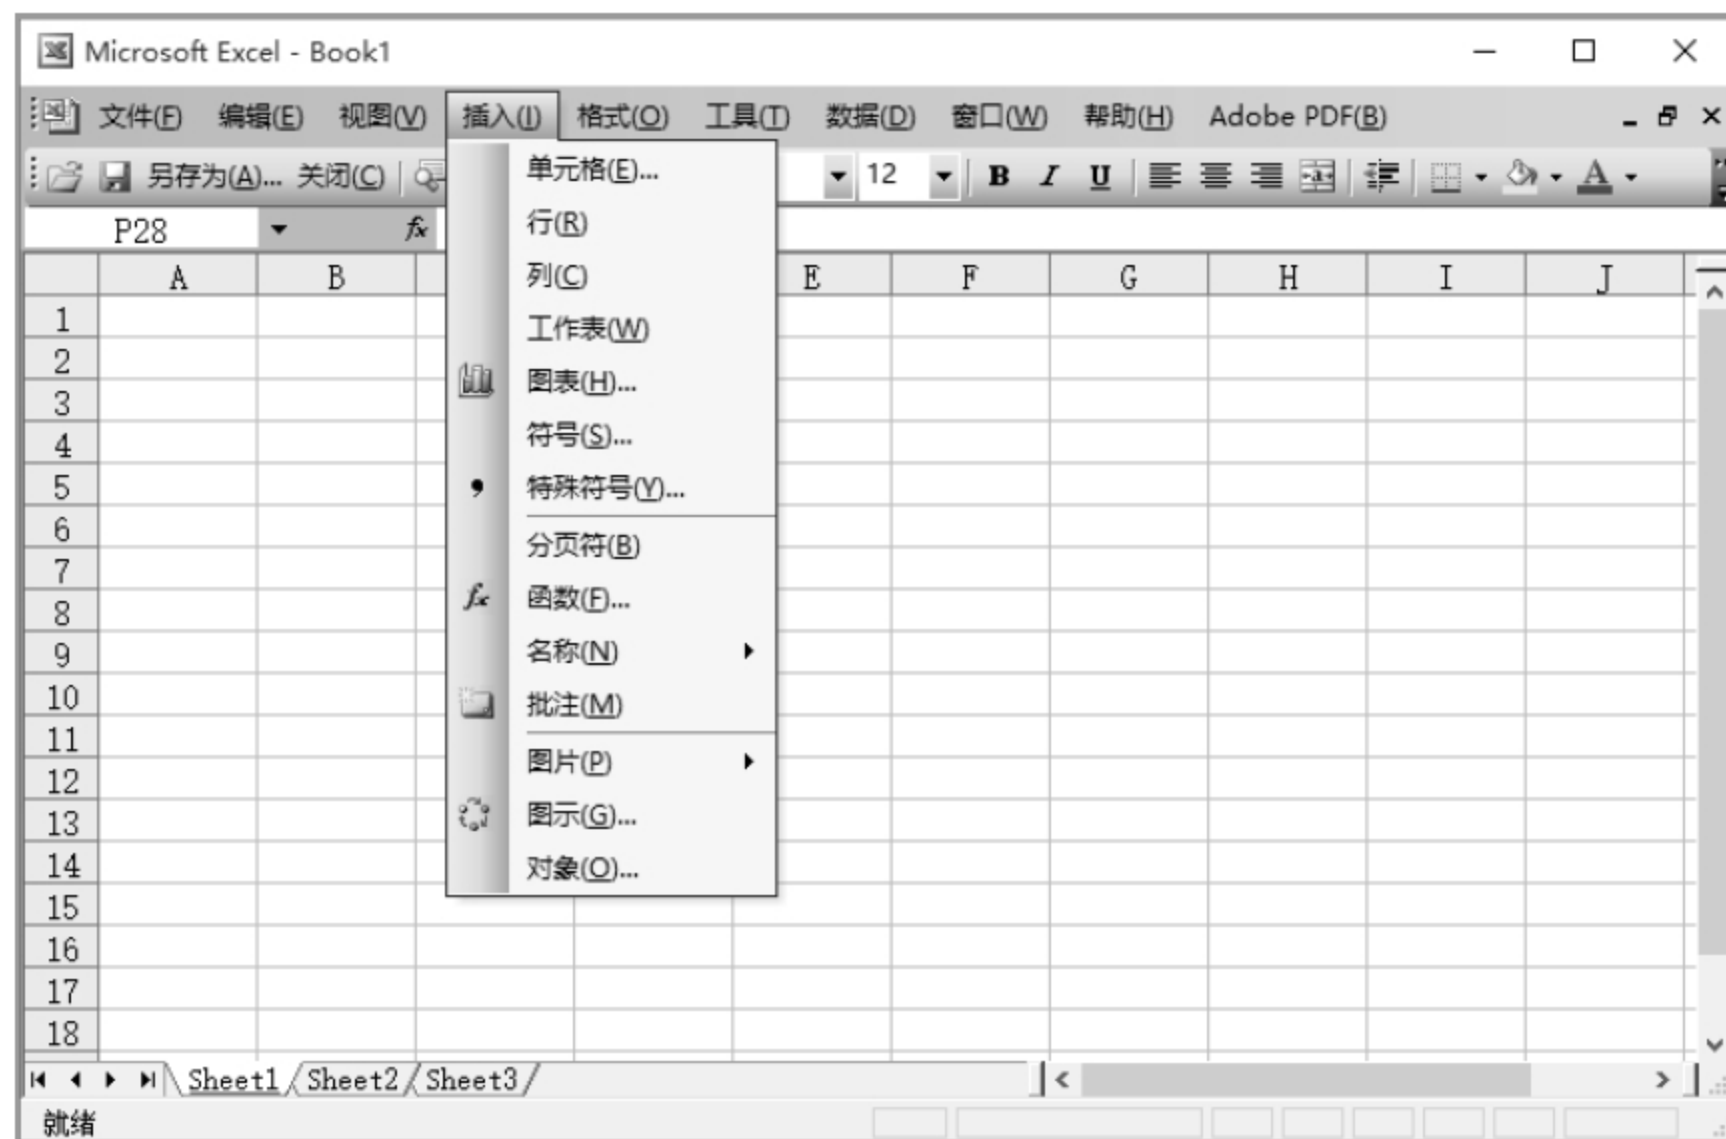 Microsoft Excel - Book1
文件(F) 编辑(E) 视图(V) 插入(I) 格式(O) 工具(T) 数据(D) 窗口(W) 帮助(H) Adobe PDF(B)
另存为(A)... 关闭(C) 12 B I U A
P28 fx
A B E F G H I J
单元格(E)...
行(R)
列(C)
工作表(W)
图表(H)...
符号(S)...
特殊符号(Y)...
分页符(B)
fx 函数(F)...
名称(N)
批注(M)
图片(P)
图示(G)...
对象(O)...
1
2
3
4
5
6
7
8
9
10
11
12
13
14
15
16
17
18
Sheet1 Sheet2 Sheet3
就绪